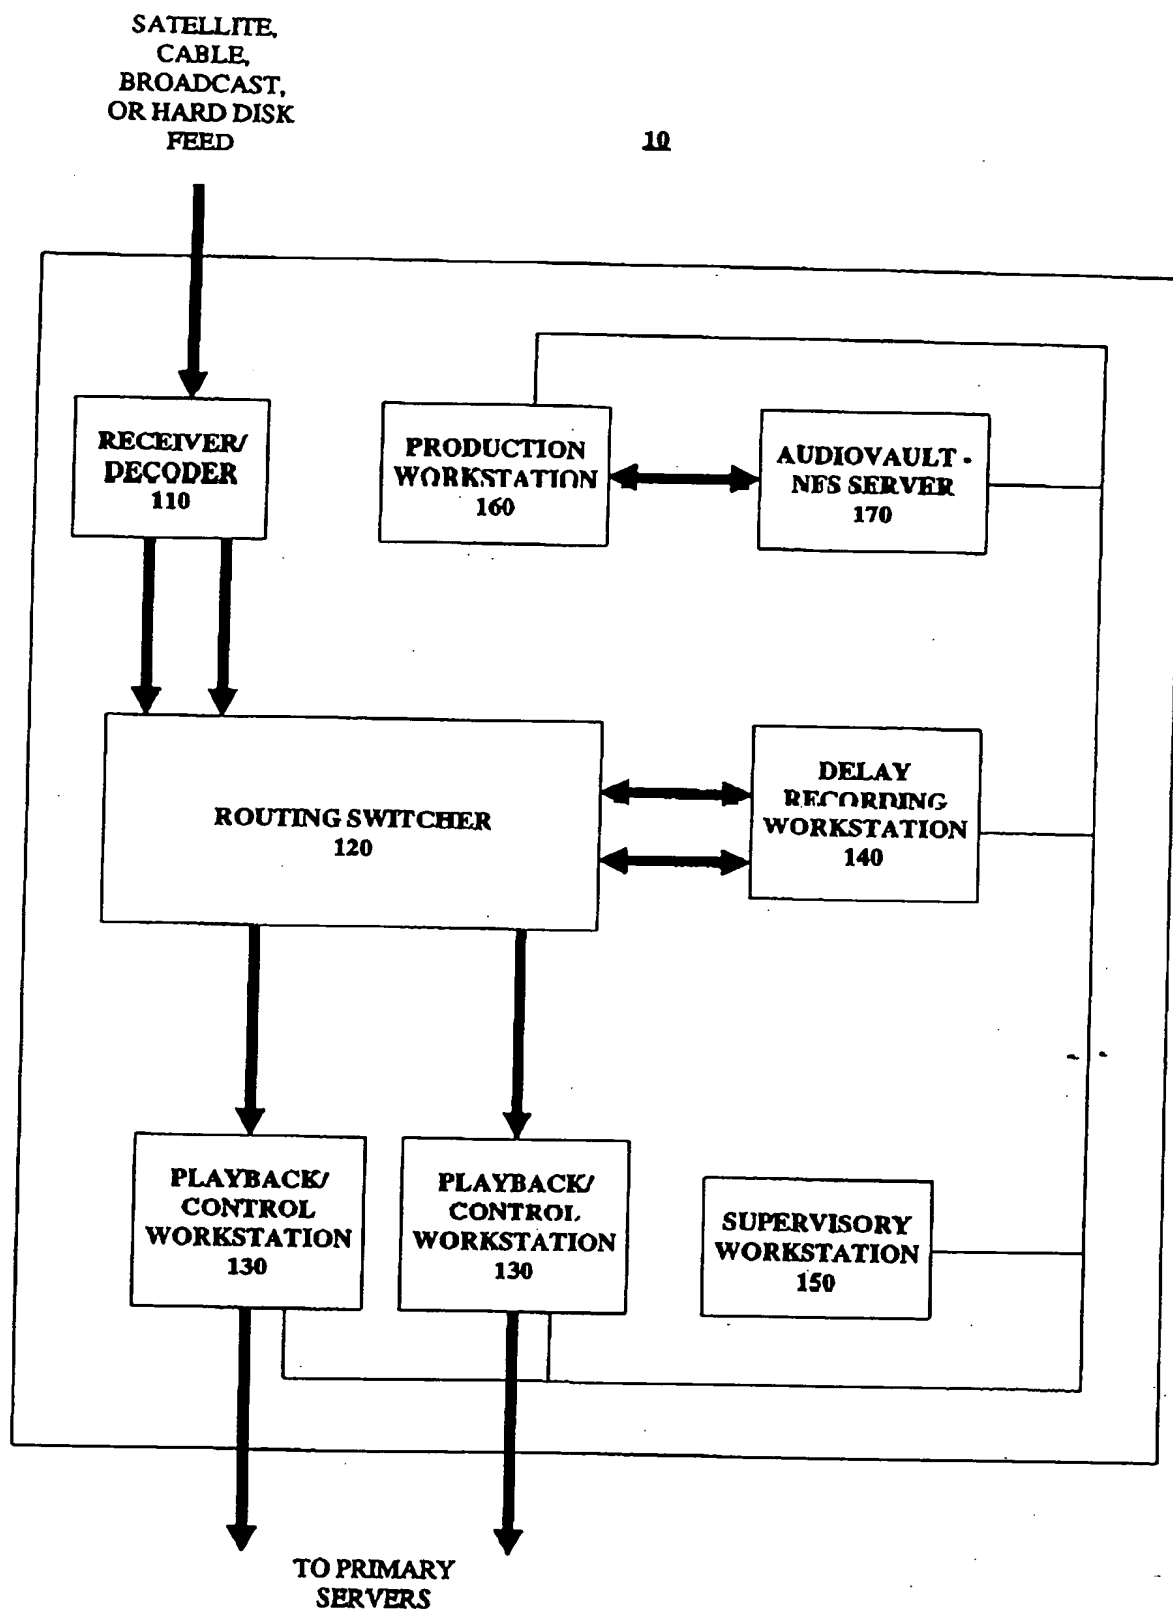 SATELLITE,
CABLE,
BROADCAST,
OR HARD DISK
FEED
10
RECEIVER/
DECODER
110
PRODUCTION
WORKSTATION
160
AUDIOVAULT -
NFS SERVER
170
ROUTING SWITCHER
120
DELAY
RECORDING
WORKSTATION
140
PLAYBACK/
CONTROL
WORKSTATION
130
PLAYBACK/
CONTROL
WORKSTATION
130
SUPERVISORY
WORKSTATION
150
TO PRIMARY
SERVERS